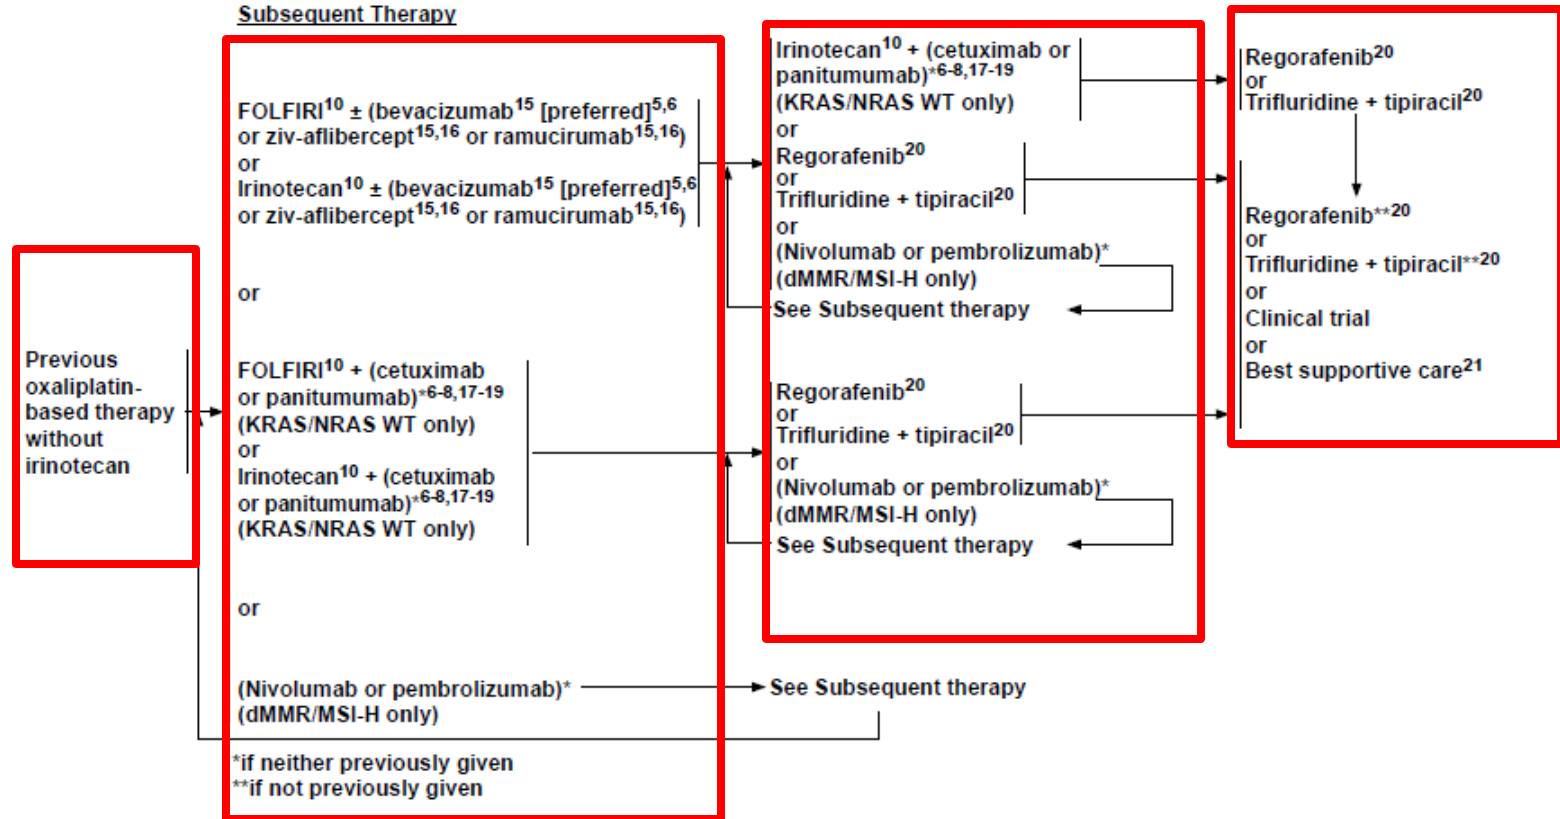 Subsequent Therapy
Previous
oxaliplatin-
based therapy
without
irinotecan
FOLFIRI10 ± (bevacizumab15 [preferred]5,6
or ziv-aflibercept15,16 or ramucirumab15,16)
or
Irinotecan10 ± (bevacizumab15 [preferred]5,6
or ziv-aflibercept15,16 or ramucirumab15,16)
or
FOLFIRI10 + (cetuximab
or panitumumab)*6-8,17-19
(KRAS/NRAS WT only)
or
Irinotecan10 + (cetuximab
or panitumumab)*6-8,17-19
(KRAS/NRAS WT only)
or
(Nivolumab or pembrolizumab)*
(dMMR/MSI-H only)
*if neither previously given
**if not previously given
Irinotecan10 + (cetuximab or
panitumumab)*6-8,17-19
(KRAS/NRAS WT only)
or
Regorafenib20
or
Trifluridine + tipiracil20
or
(Nivolumab or pembrolizumab)*
(dMMR/MSI-H only)
See Subsequent therapy
Regorafenib20
or
Trifluridine + tipiracil20
or
(Nivolumab or pembrolizumab)*
(dMMR/MSI-H only)
See Subsequent therapy
See Subsequent therapy
Regorafenib20
or
Trifluridine + tipiracil20
Regorafenib**20
or
Trifluridine + tipiracil**20
or
Clinical trial
or
Best supportive care21